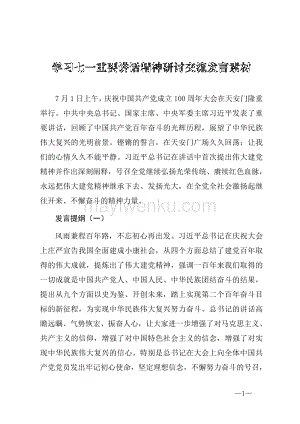 学习七一重要讲话精神研讨交流发言素材
7月1日上午，庆祝中国共产党成立100周年大会在天安门隆重
举行。中共中央总书记、国家主席、中央军委主席习近平发表了重
要讲话，回顾了中国共产党百年奋斗的光辉历程，展望了中华民族
伟大复兴的光明前景。铿锵的誓言，在天安门广场久久回荡；让我
们的心情久久不能平静。习近平总书记在讲话中首次提出伟大建党
精神并作出深刻阐释，号召全党继续弘扬光荣传统、赓续红色血脉，
永远把伟大建党精神继承下去、发扬光大，在全党全社会激扬起继
往开来、不懈奋斗的精神力量。
发言提纲（一）
风雨兼程百年路，不忘初心再出发。习近平总书记在庆祝大会
上庄严宣告我国全面建成小康社会，从四个方面总结了建党百年取
得的伟大成就，提炼出了伟大建党精神，强调一百年来我们取得的
一切成就是中国共产党人、中国人民、中华民族团结奋斗的结果，
提出从九个方面以史为鉴、开创未来，踏上实现第二个百年奋斗目
标的新征程，为实现中华民族伟大复兴努力奋斗。总书记的讲话高
瞻远瞩、气势恢宏、振奋人心，让大家进一步增强了对马克思主义、
共产主义的信仰，增强了对中国特色社会主义的信念，增强了对实
现中华民族伟大复兴的信心。特别是总书记在大会上向全体中国共
产党党员发出牢记初心使命，坚定理想信念，不懈努力奋斗的号召，
mayiwenku.com
—1—